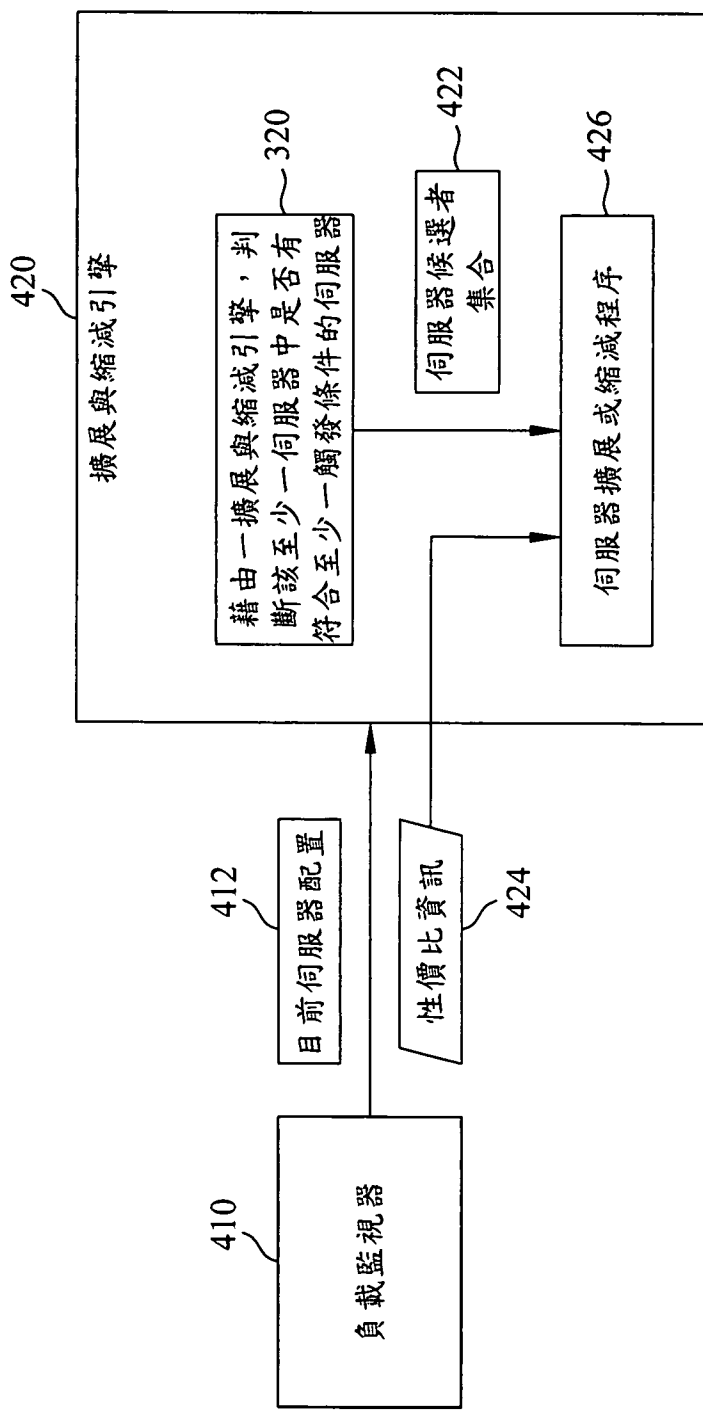 420
擴展與縮減引擎
320
藉由一擴展與縮減引擎，判
斷該至少一伺服器中是否有
符合至少一觸發條件的伺服器
422
伺服器候選者
集合
426
伺服器擴展或縮減程序
412
目前伺服器配置
性價比資訊
424
410
負載監視器